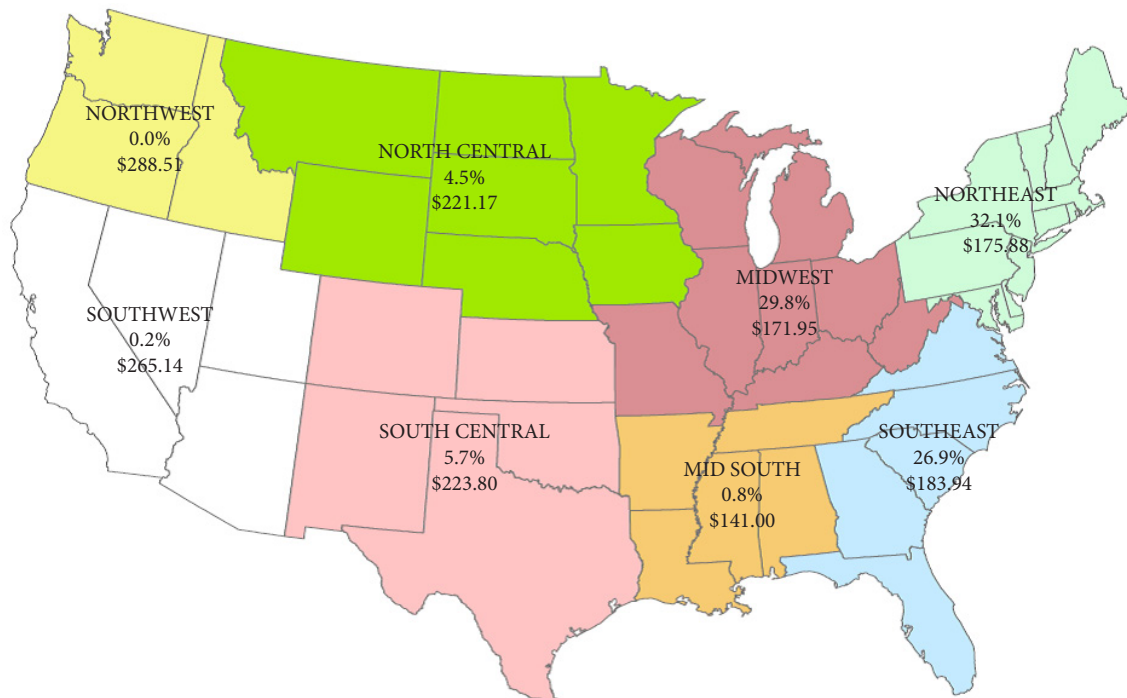 NORTHWEST
0.0%
$288.51
NORTH CENTRAL
4.5%
$221.17
NORTHEAST
32.1%
$175.88
SOUTHWEST
0.2%
$265.14
MIDWEST
29.8%
$171.95
SOUTH CENTRAL
5.7%
$223.80
MID SOUTH
0.8%
$141.00
SOUTHEAST
26.9%
$183.94